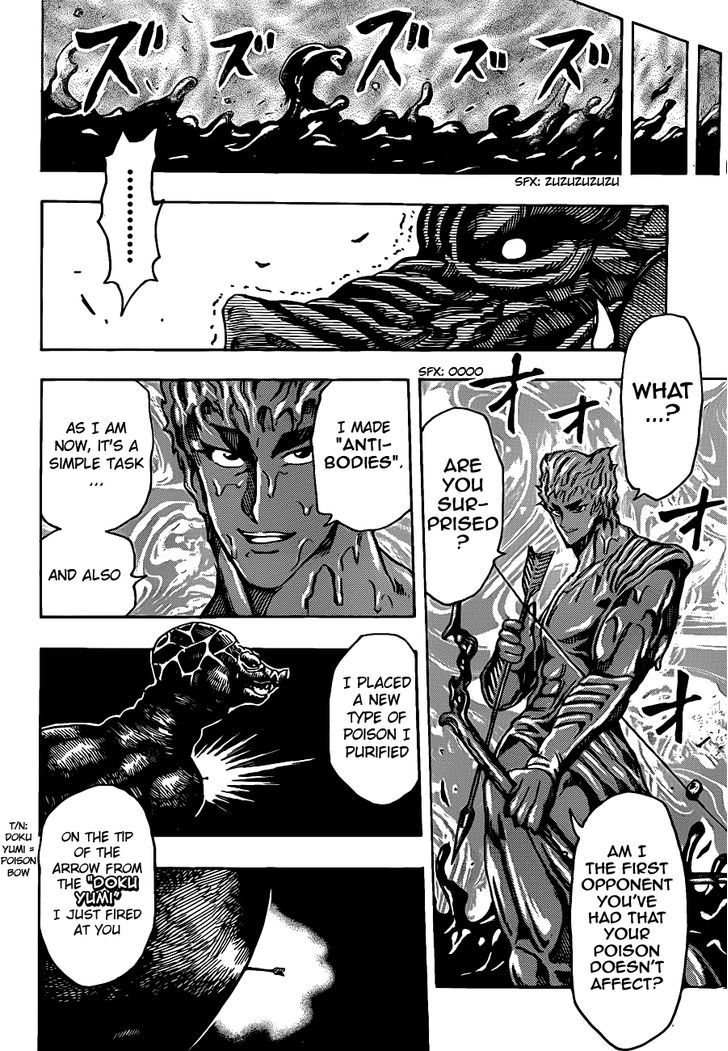 ズズズズズ
SFX: ZUZUZUZUZU
.........
SFX: OOOO
オオオオ
WHAT
...?
ARE
YOU
SUR-
PRISED
?
AM I
THE FIRST
OPPONENT
YOU'VE
HAD THAT
YOUR
POISON
DOESN'T
AFFECT?
I MADE
"ANTI-
BODIES".
AS I AM
NOW, IT'S A
SIMPLE TASK
...
AND ALSO
I PLACED
A NEW
TYPE OF
POISON I
PURIFIED
ON THE TIP
OF THE
ARROW FROM
THE "DOKU
YUMI"
I JUST FIRED
AT YOU
T/N:
DOKU
YUMI =
POISON
BOW